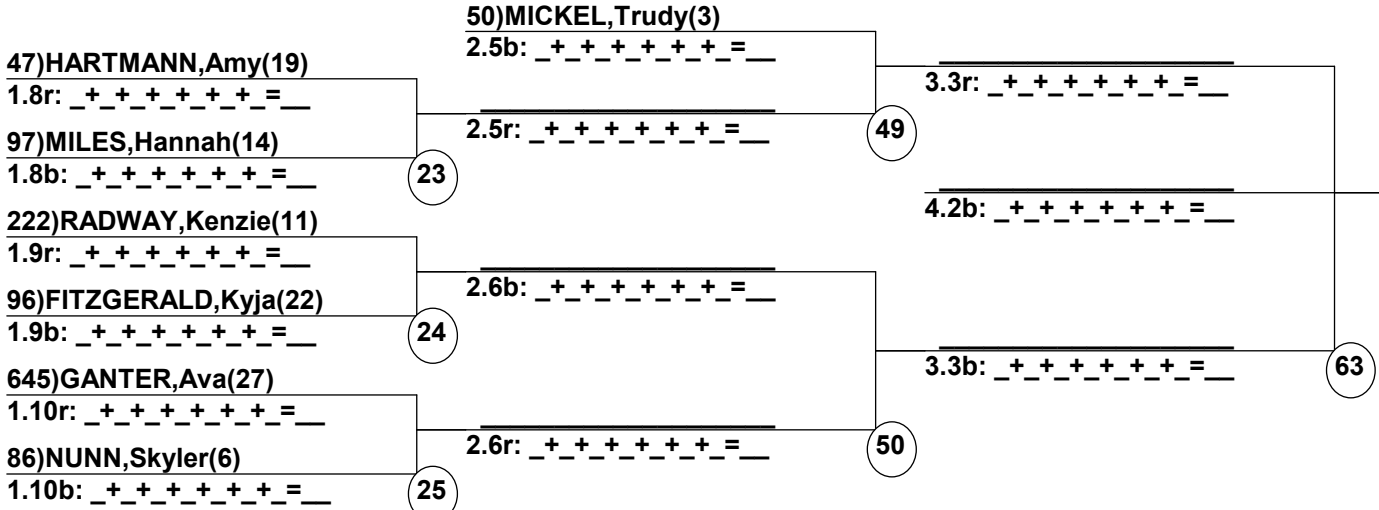 50)MICKEL,Trudy(3)
2.5b: _+_+_+_+_+_=__
47)HARTMANN,Amy(19)
1.8r: _+_+_+_+_+_=__
3.3r: _+_+_+_+_+_=__
2.5r: _+_+_+_+_+_=__
49
97)MILES,Hannah(14)
1.8b: _+_+_+_+_+_=__
23
4.2b: _+_+_+_+_+_=__
222)RADWAY,Kenzie(11)
1.9r: _+_+_+_+_+_=__
2.6b: _+_+_+_+_+_=__
96)FITZGERALD,Kyja(22)
1.9b: _+_+_+_+_+_=__
24
3.3b: _+_+_+_+_+_=__
63
645)GANTER,Ava(27)
1.10r: _+_+_+_+_+_=__
2.6r: _+_+_+_+_+_=__
50
86)NUNN,Skyler(6)
1.10b: _+_+_+_+_+_=__
25